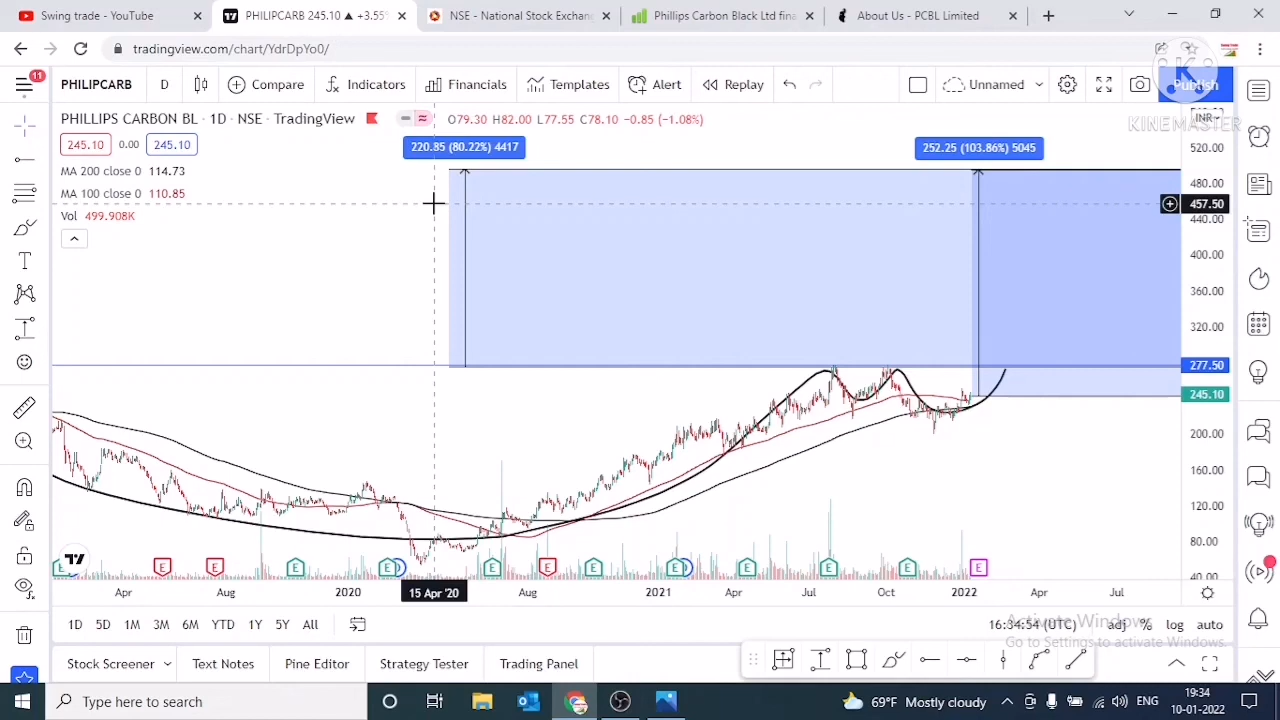 Swing trade - YouTube
PHILIPCARB 245.10 ▲ +3.55%
NSE - National Stock Exchan
Phillips Carbon Black Ltd fina
About Us - PCBL Limited
tradingview.com/chart/YdrDpYo0/
11
PHILIPCARB
D
Compare
Indicators
Financials
Templates
Alert
Replay
Unnamed
Publish
K
KINEMASTER
PHILLIPS CARBON BL · 1D · NSE · TradingView
O79.30 H82.00 L77.55 C78.10 −0.85 (−1.08%)
INR
245.10
0.00
245.10
220.85 (80.22%) 4417
252.25 (103.86%) 5045
MA 200 close 0 114.73
MA 100 close 0 110.85
Vol 499.908K
520.00
480.00
457.50
440.00
400.00
360.00
320.00
277.50
245.10
200.00
160.00
120.00
80.00
40.00
E E E E E E E E E E E E E
Apr
Aug
2020
15 Apr '20
Aug
2021
Apr
Jul
Oct
2022
Apr
Jul
1D 5D 1M 3M 6M YTD 1Y 5Y All
16:34:54 (UTC)
adj % log auto
Activate Windows
Go to Settings to activate Windows.
Stock Screener
Text Notes
Pine Editor
Strategy Tester
Trading Panel
Type here to search
69°F Mostly cloudy
ENG
19:34
10-01-2022